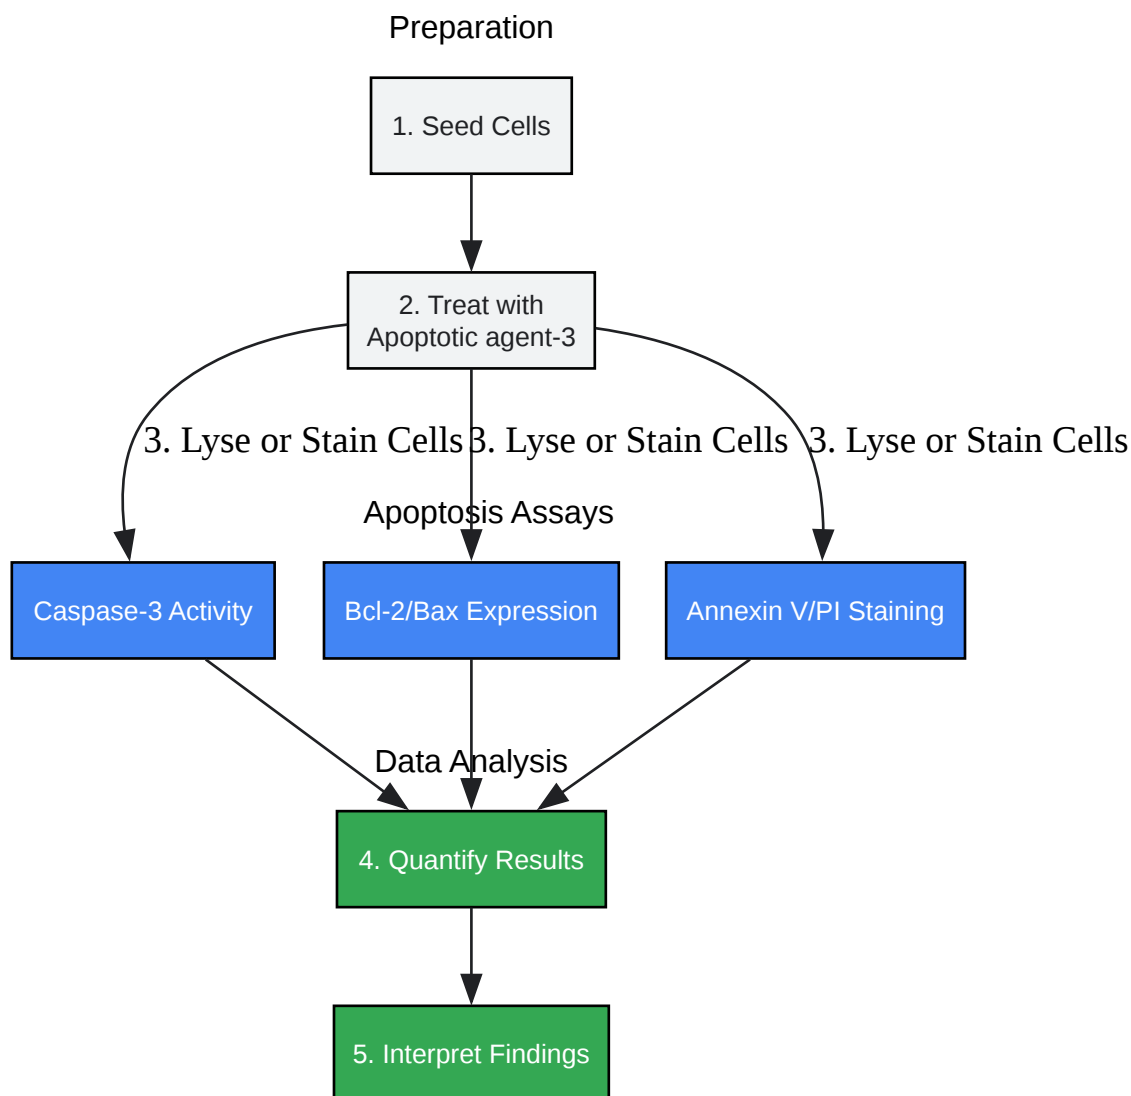 Preparation
1. Seed Cells
2. Treat with
Apoptotic agent-3
3. Lyse or Stain Cells
3. Lyse or Stain Cells
3. Lyse or Stain Cells
Apoptosis Assays
Caspase-3 Activity
Bcl-2/Bax Expression
Annexin V/PI Staining
Data Analysis
4. Quantify Results
5. Interpret Findings